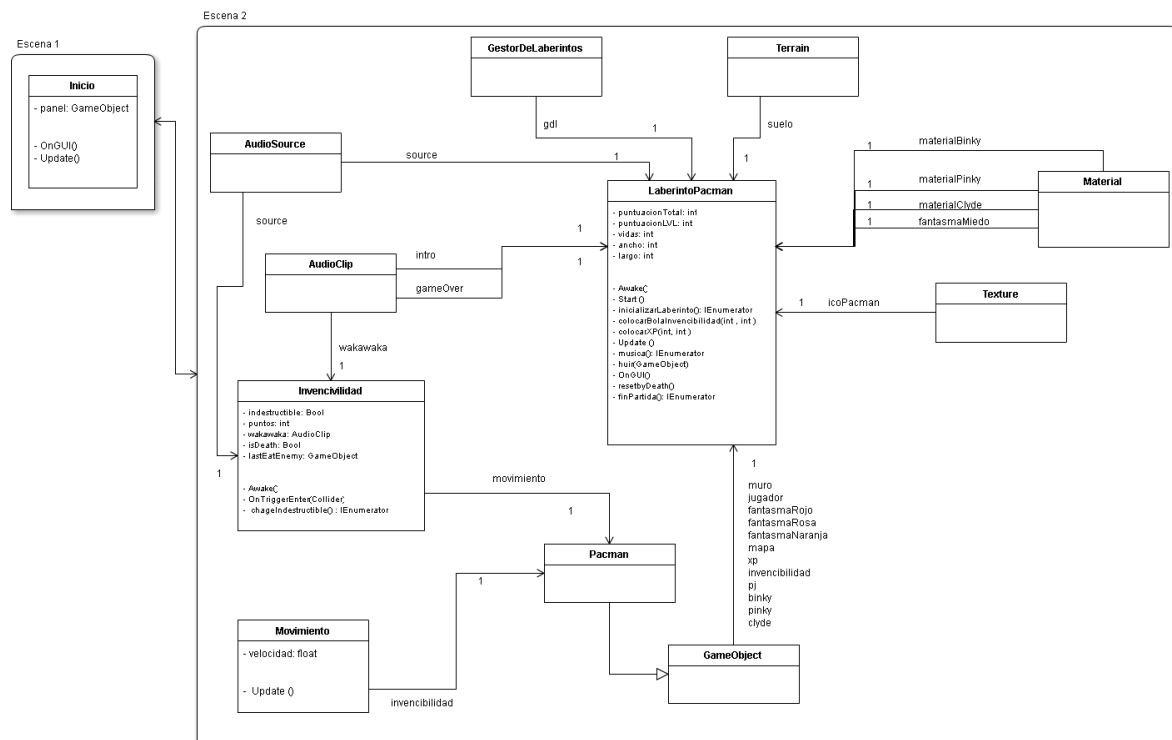 Escena 2
Escena 1
Inicio
- panel: GameObject
- OnGUI()
- Update()
GestorDeLaberintos
Terrain
gdl
1
suelo
1
AudioSource
source
1
source
1
materialBinky
1
materialPinky
1
materialClyde
1
fantasmaMiedo
1
Material
LaberintoPacman
- puntuacionTotal: int
- puntuacionLVL: int
- vidas: int
- ancho: int
- largo: int
- Awake()
- Start ()
- inicializarLaberinto(): IEnumerator
- colocarBolaInvencibilidad(int , int )
- colocarXP(int, int )
- Update ()
- musica(): IEnumerator
- huir(GameObject)
- OnGUI()
- resetbyDeath()
- finPartida(): IEnumerator
AudioClip
intro
1
gameOver
1
wakawaka
1
Texture
icoPacman
1
Invencivilidad
- indestructible: Bool
- puntos: int
- wakawaka: AudioClip
- isDeath: Bool
- lastEatEnemy: GameObject
- Awake()
- OnTriggerEnter(Collider)
- chageIndestructible() : IEnumerator
movimiento
1
Pacman
Movimiento
- velocidad: float
- Update ()
invencibilidad
1
1
muro
jugador
fantasmaRojo
fantasmaRosa
fantasmaNaranja
mapa
xp
invencibilidad
pj
binky
pinky
clyde
GameObject